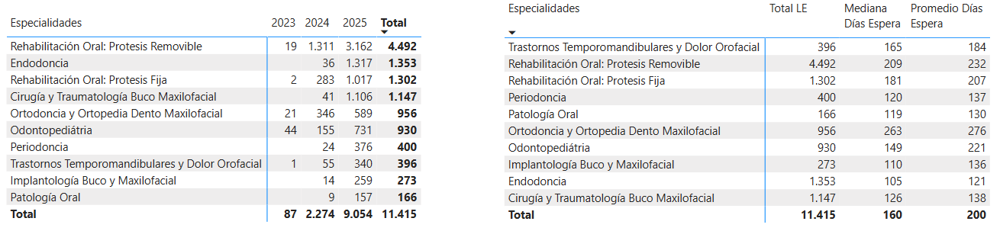 Especialidades 2023 2024 2025 Total
Rehabilitación Oral: Protesis Removible 19 1.311 3.162 4.492
Endodoncia 36 1.317 1.353
Rehabilitación Oral: Protesis Fija 2 283 1.017 1.302
Cirugía y Traumatología Buco Maxilofacial 41 1.106 1.147
Ortodoncia y Ortopedia Dento Maxilofacial 21 346 589 956
Odontopediátria 44 155 731 930
Periodoncia 24 376 400
Trastornos Temporomandibulares y Dolor Orofacial 1 55 340 396
Implantología Buco y Maxilofacial 14 259 273
Patología Oral 9 157 166
Total 87 2.274 9.054 11.415
Especialidades Total LE Mediana Promedio Días
Días Espera Espera
Trastornos Temporomandibulares y Dolor Orofacial 396 165 184
Rehabilitación Oral: Protesis Removible 4.492 209 232
Rehabilitación Oral: Protesis Fija 1.302 181 207
Periodoncia 400 120 137
Patología Oral 166 119 130
Ortodoncia y Ortopedia Dento Maxilofacial 956 263 276
Odontopediátria 930 149 221
Implantología Buco y Maxilofacial 273 110 136
Endodoncia 1.353 105 121
Cirugía y Traumatología Buco Maxilofacial 1.147 126 138
Total 11.415 160 200